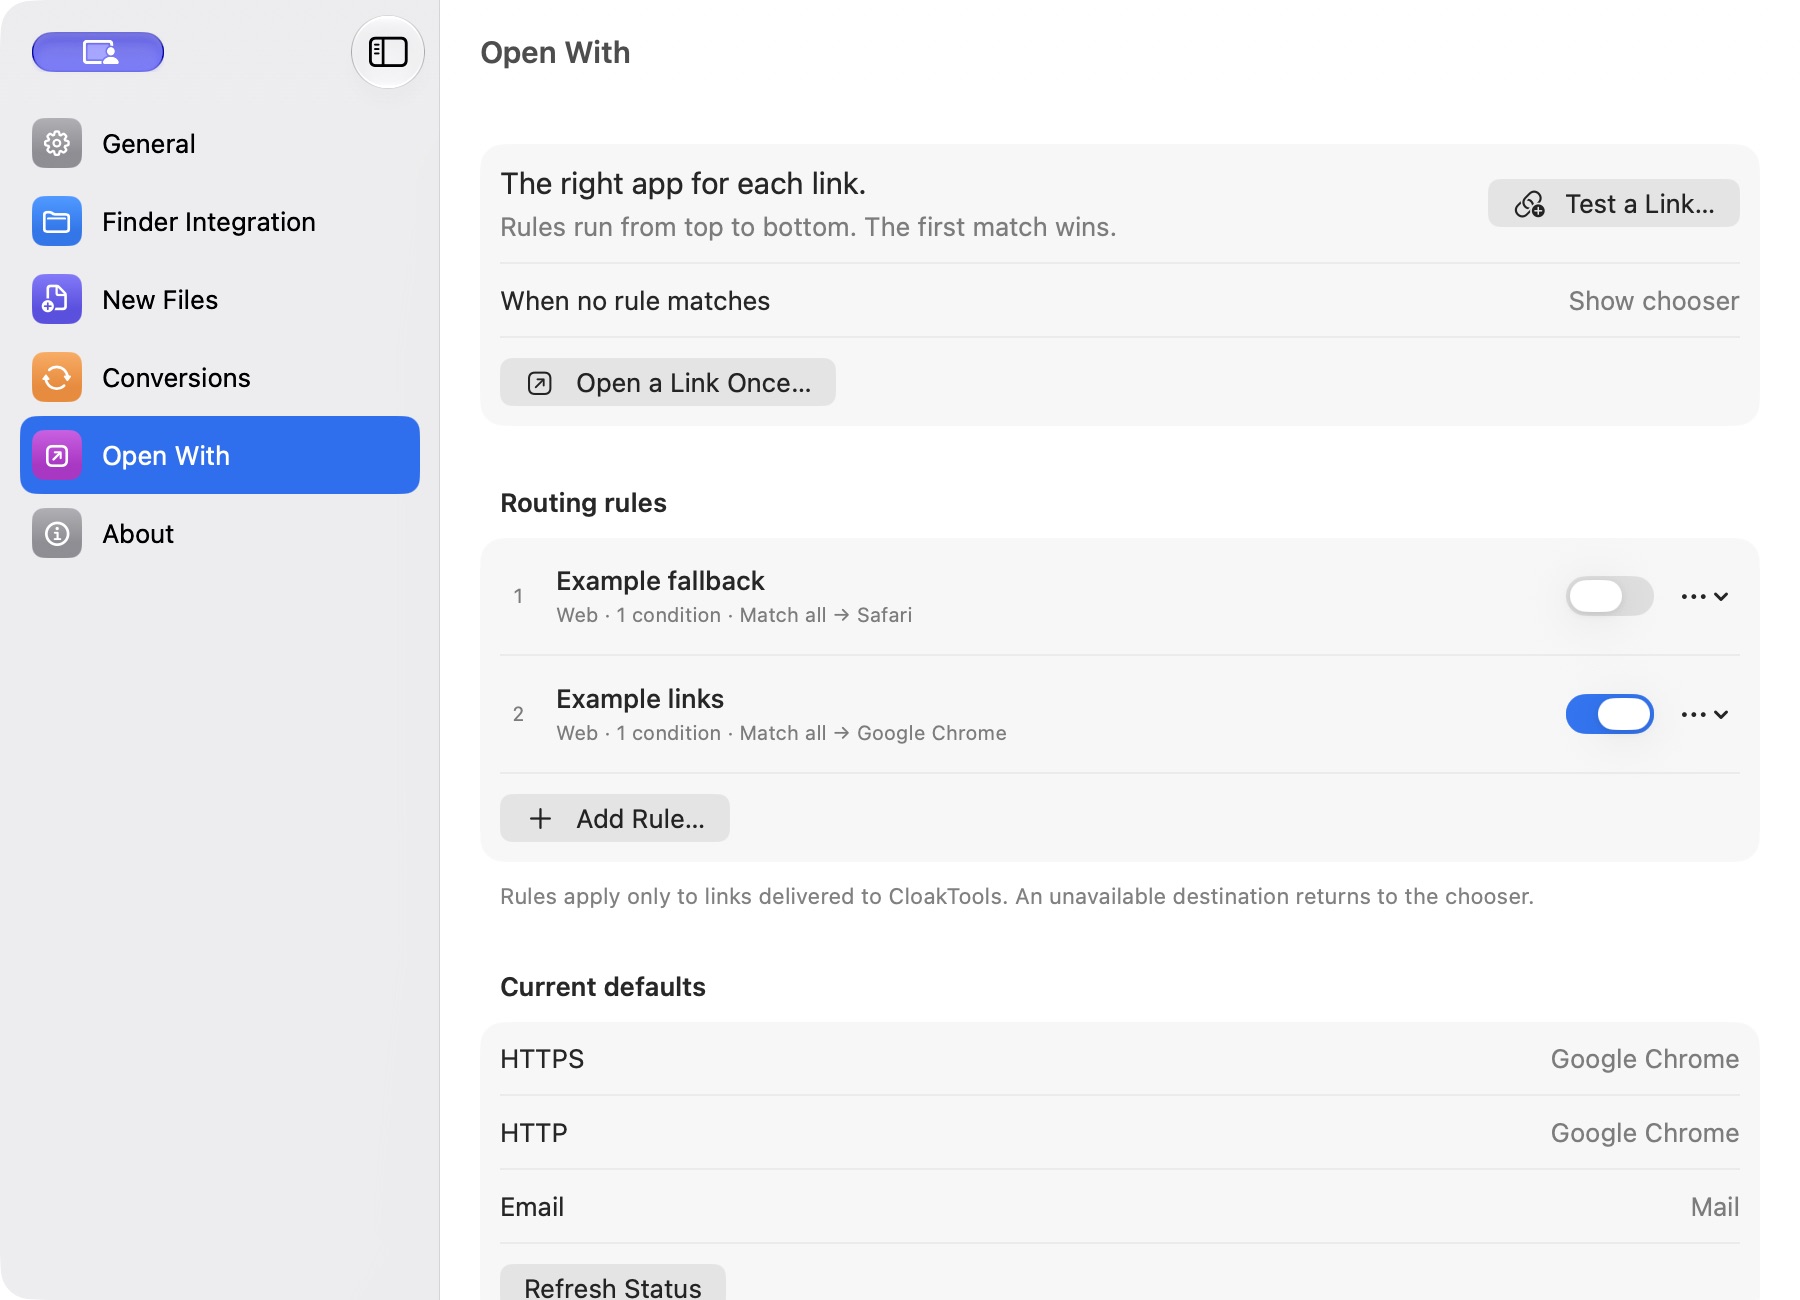 General
Finder Integration
New Files
Conversions
Open With
About
Open With
The right app for each link.
Rules run from top to bottom. The first match wins.
Test a Link...
When no rule matches
Show chooser
Open a Link Once...
Routing rules
1
Example fallback
Web · 1 condition · Match all → Safari
2
Example links
Web · 1 condition · Match all → Google Chrome
Add Rule...
Rules apply only to links delivered to CloakTools. An unavailable destination returns to the chooser.
Current defaults
HTTPS
Google Chrome
HTTP
Google Chrome
Email
Mail
Refresh Status